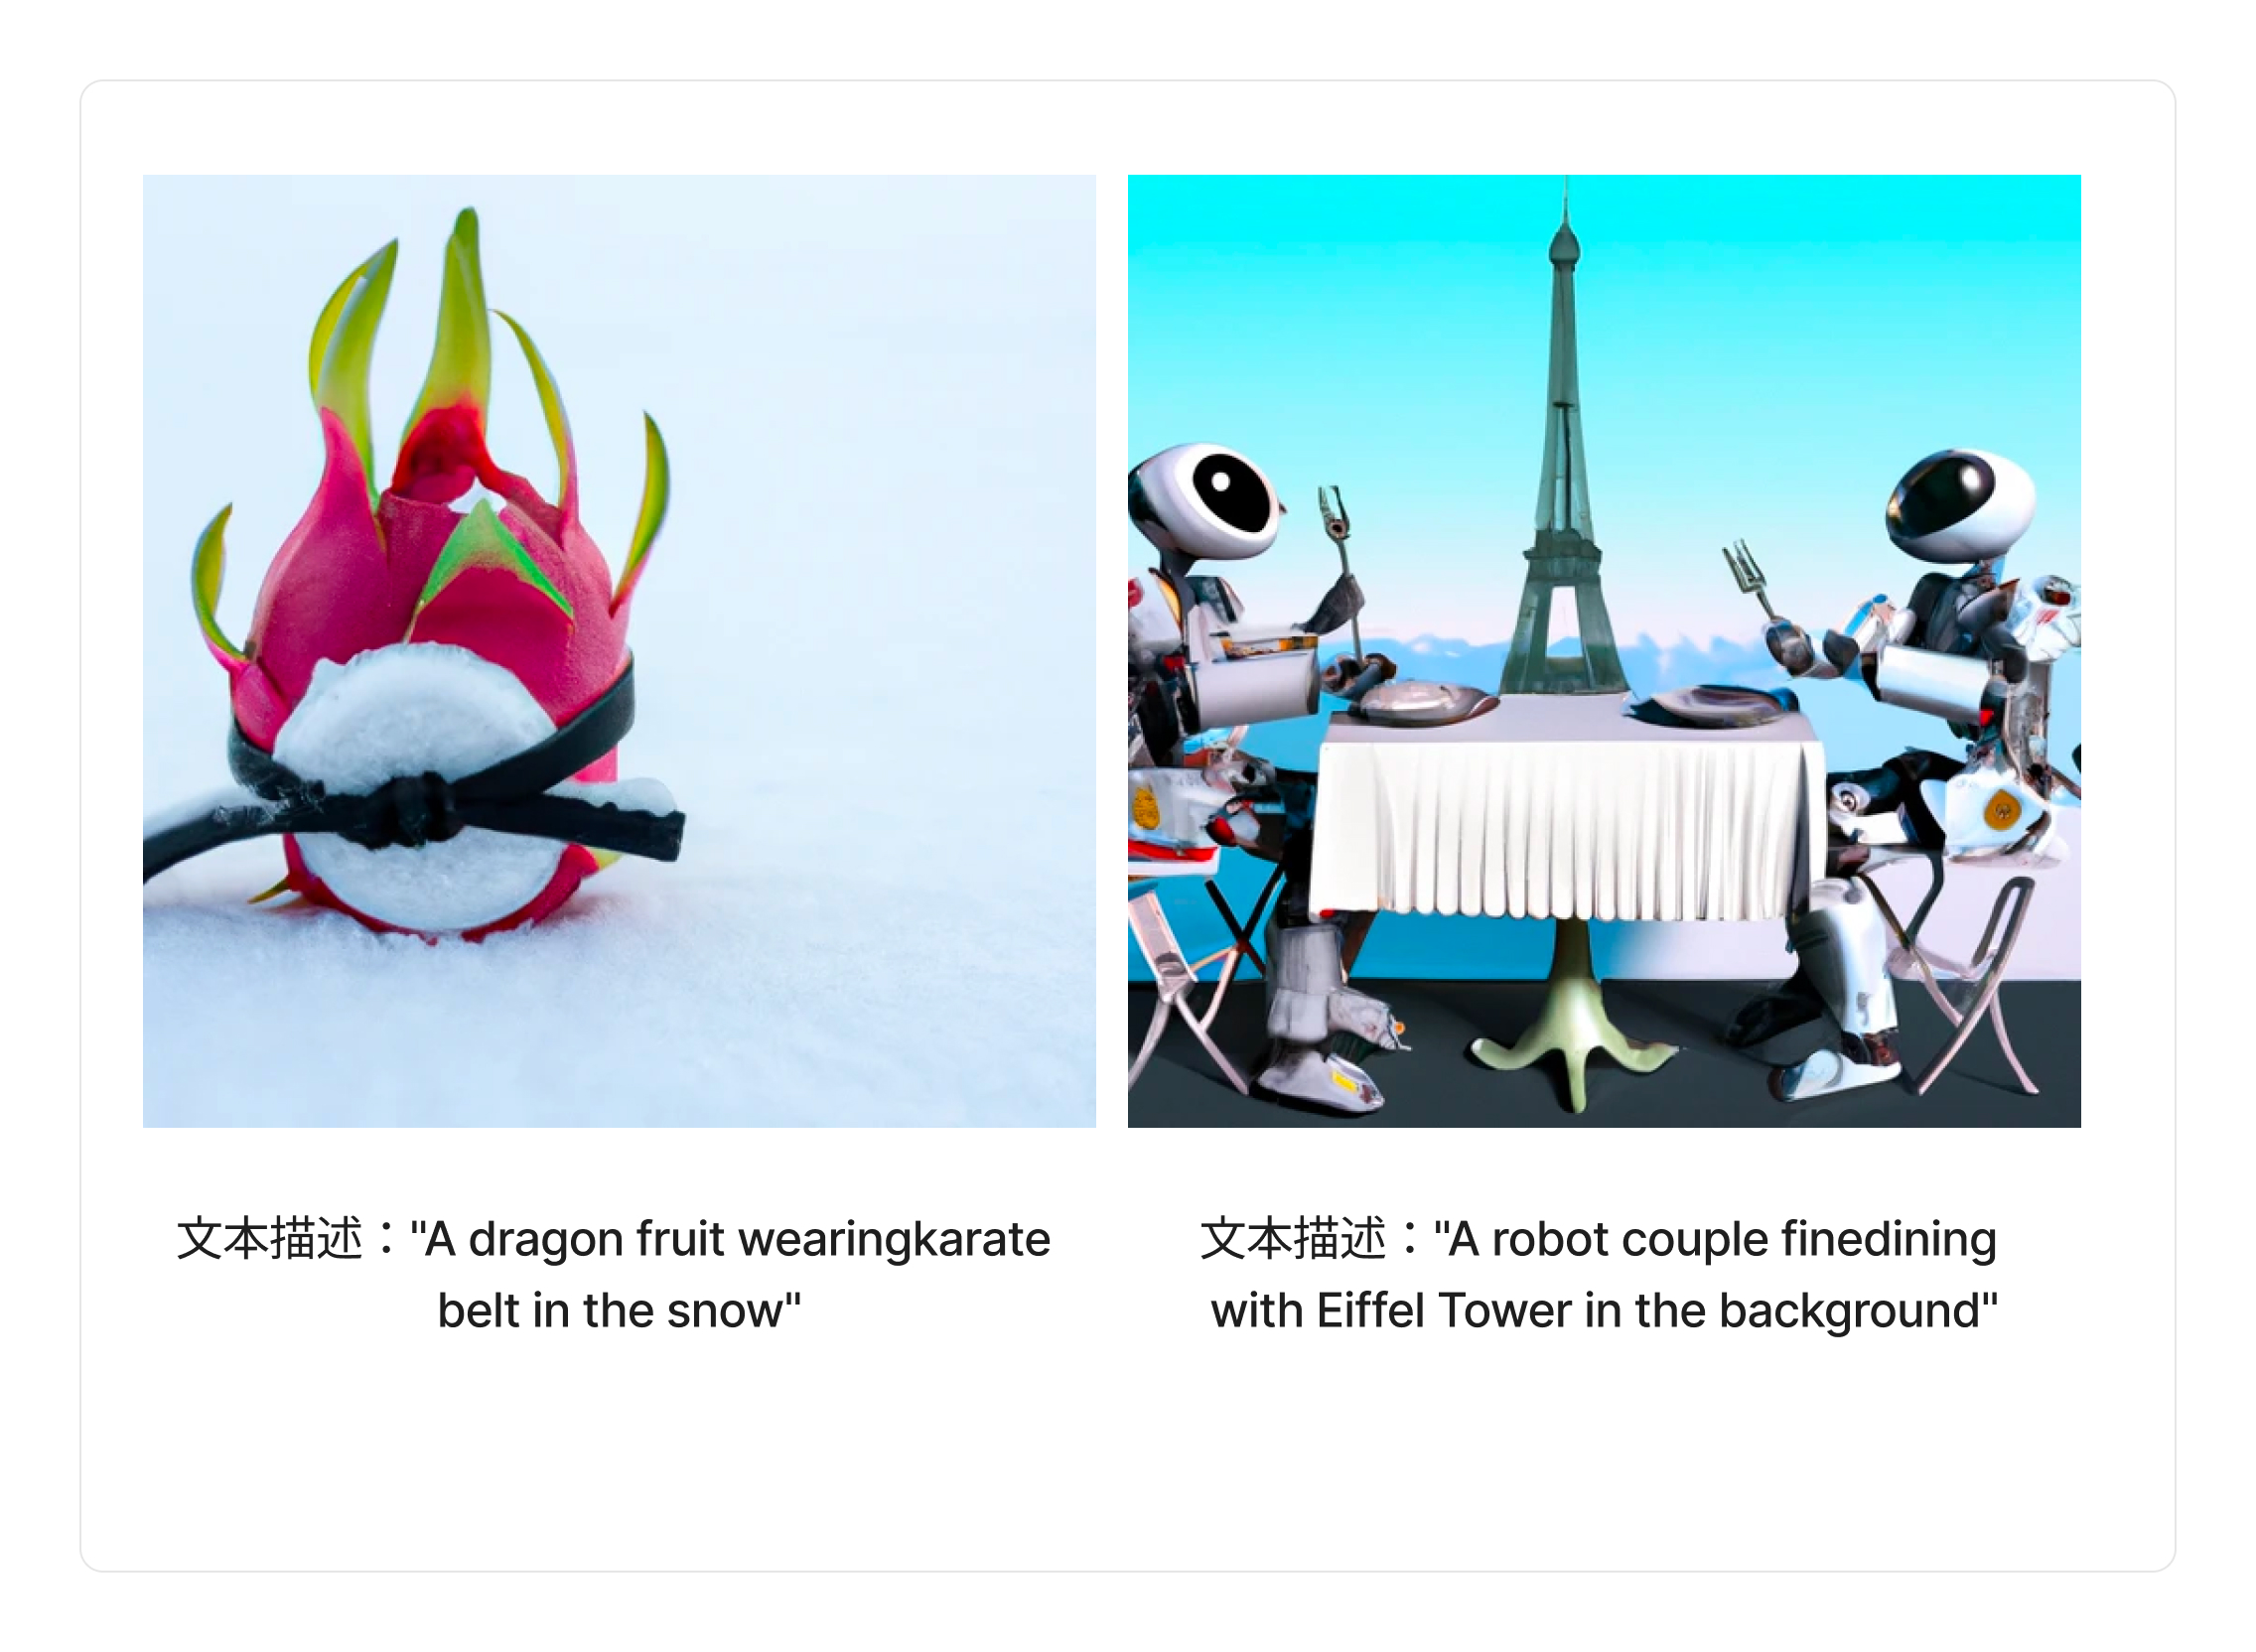 文本描述："A dragon fruit wearingkarate
belt in the snow"
文本描述："A robot couple finedining
with Eiffel Tower in the background"